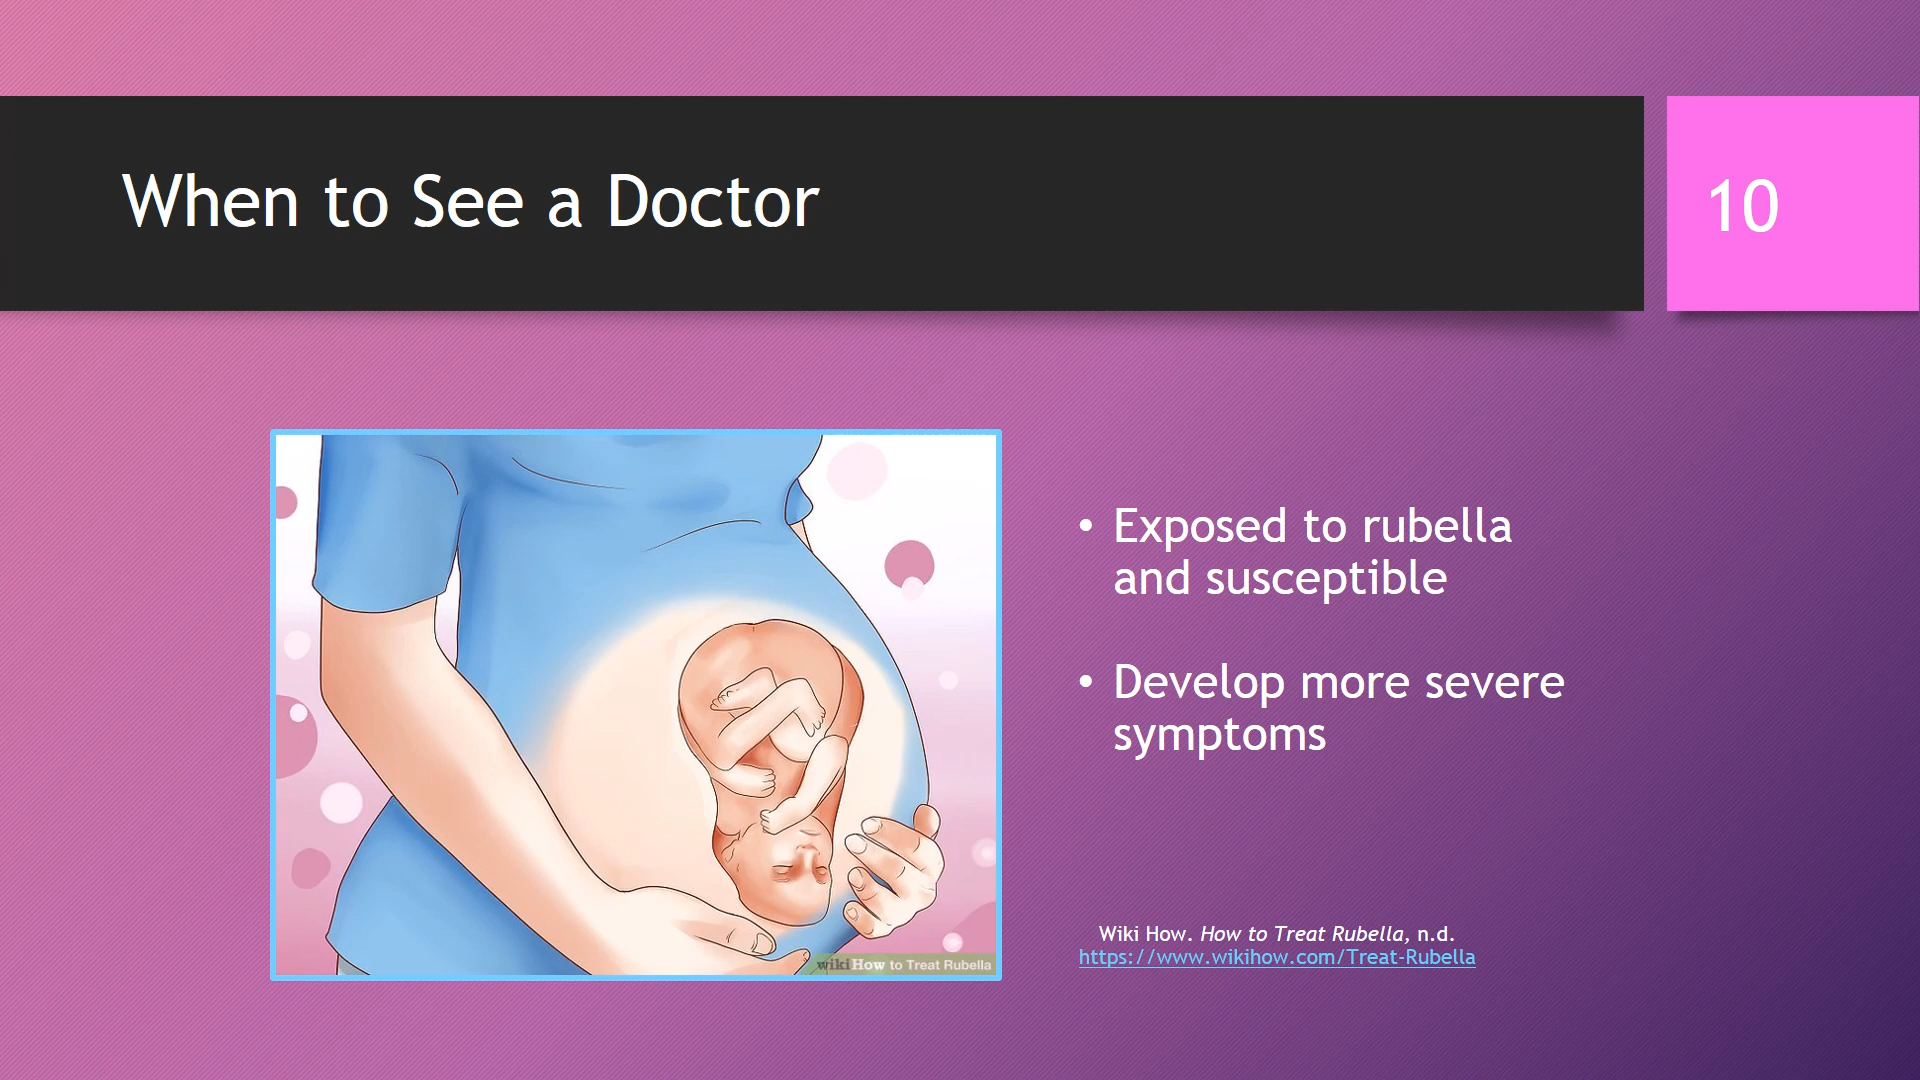 When to See a Doctor
10
• Exposed to rubella
and susceptible
• Develop more severe
symptoms
wikiHow to Treat Rubella
Wiki How. How to Treat Rubella, n.d.
https://www.wikihow.com/Treat-Rubella